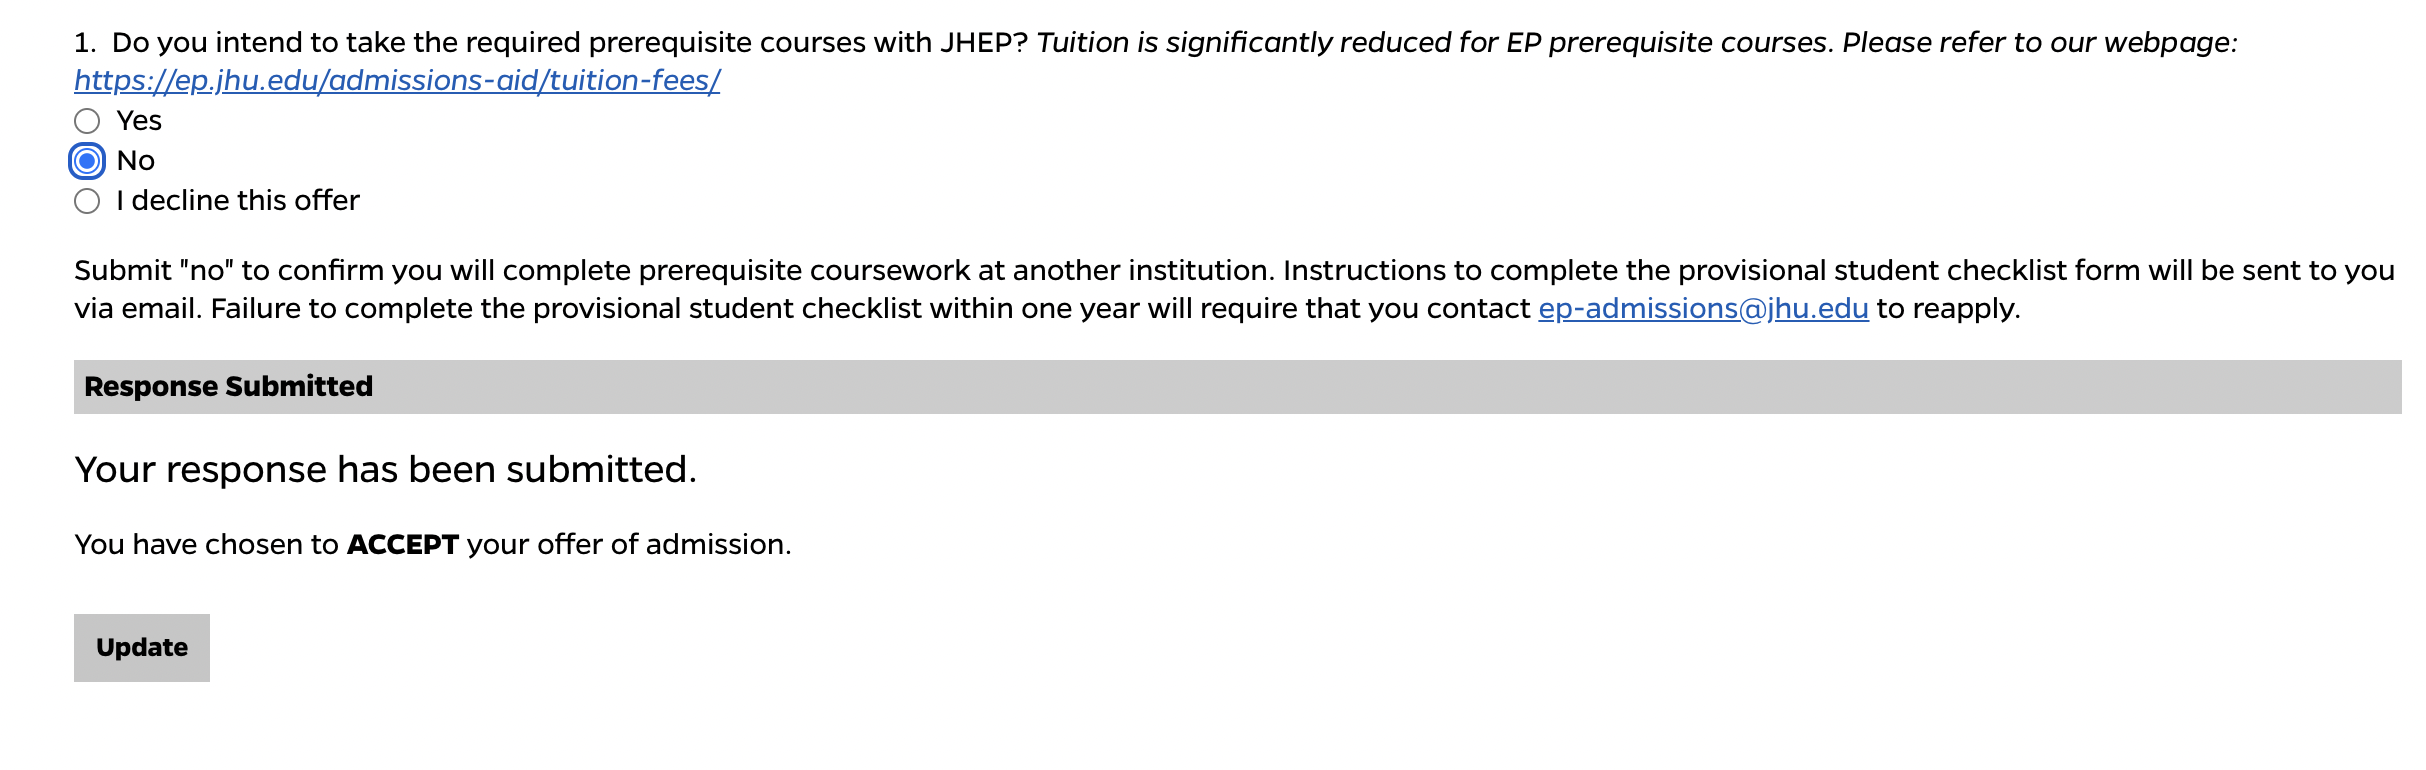 1. Do you intend to take the required prerequisite courses with JHEP? Tuition is significantly reduced for EP prerequisite courses. Please refer to our webpage:
https://ep.jhu.edu/admissions-aid/tuition-fees/
Yes
No
I decline this offer
Submit "no" to confirm you will complete prerequisite coursework at another institution. Instructions to complete the provisional student checklist form will be sent to you
via email. Failure to complete the provisional student checklist within one year will require that you contact ep-admissions@jhu.edu to reapply.
Response Submitted
Your response has been submitted.
You have chosen to ACCEPT your offer of admission.
Update